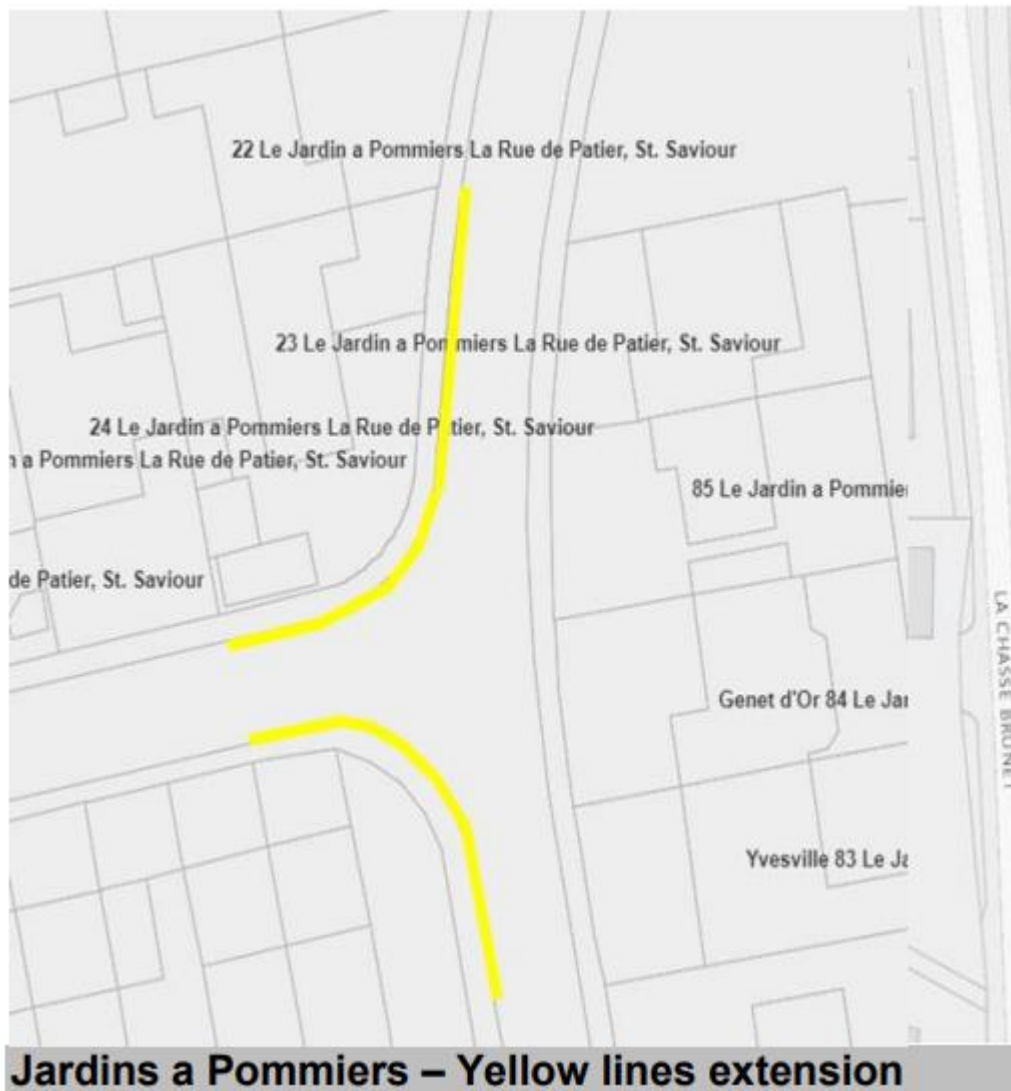 22 Le Jardin a Pommiers La Rue de Patier, St. Saviour
23 Le Jardin a Pommiers La Rue de Patier, St. Saviour
24 Le Jardin a Pommiers La Rue de Patier, St. Saviour
n a Pommiers La Rue de Patier, St. Saviour
85 Le Jardin a Pommier
de Patier, St. Saviour
LA CHASSE BRUNET
Genet d'Or 84 Le Jar
Yvesville 83 Le Ja
Jardins a Pommiers – Yellow lines extension